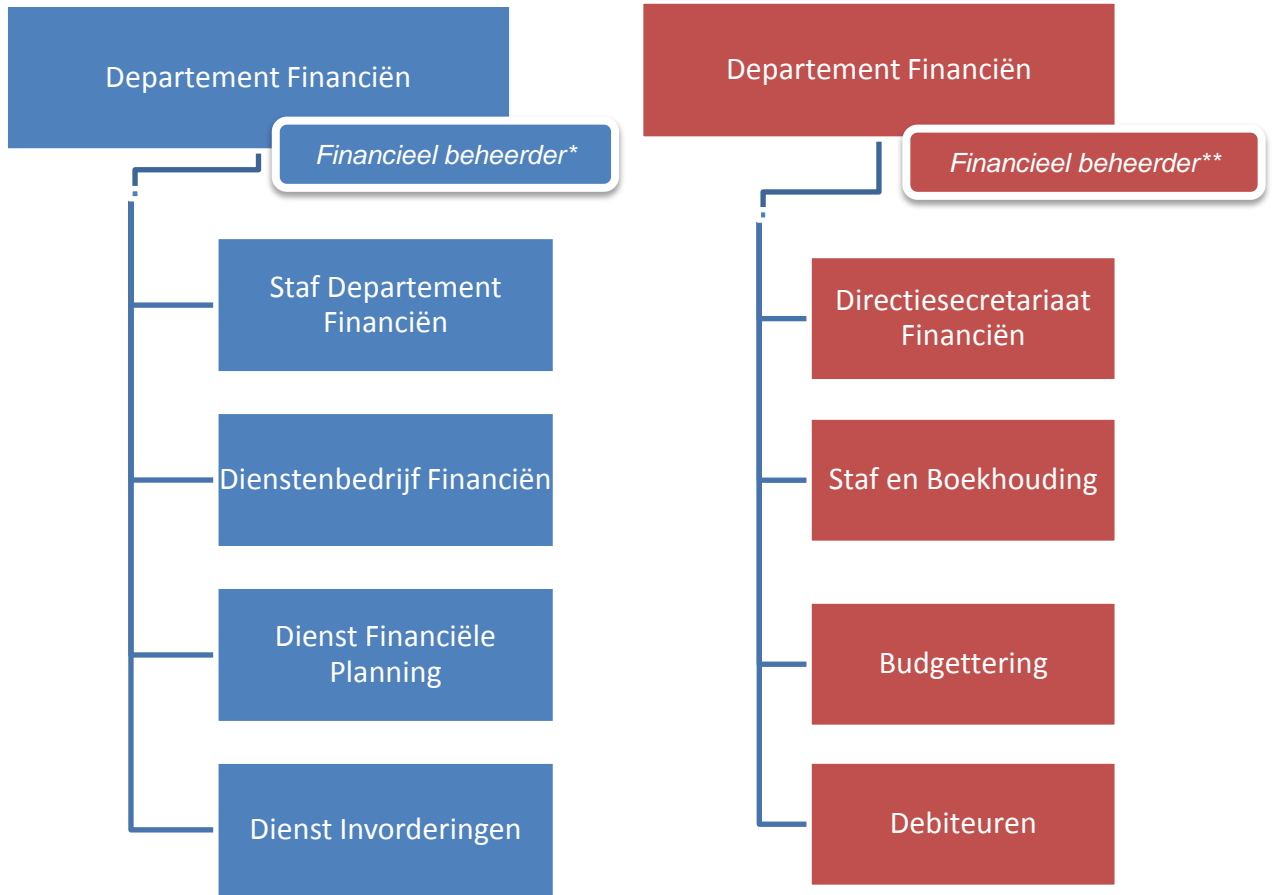 Departement Financiën
Financieel beheerder*
Staf Departement
Financiën
Dienstenbedrijf Financiën
Dienst Financiële
Planning
Dienst Invorderingen
Departement Financiën
Financieel beheerder**
Directiesecretariaat
Financiën
Staf en Boekhouding
Budgettering
Debiteuren